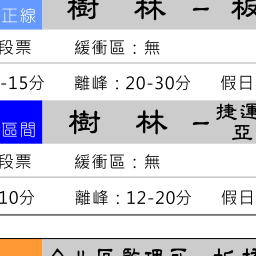 正線 樹 林 － 板
段票 緩衝區：無
-15分 離峰：20-30分 假日
區間 樹 林 － 捷運
亞
段票 緩衝區：無
10分 離峰：12-20分 假日